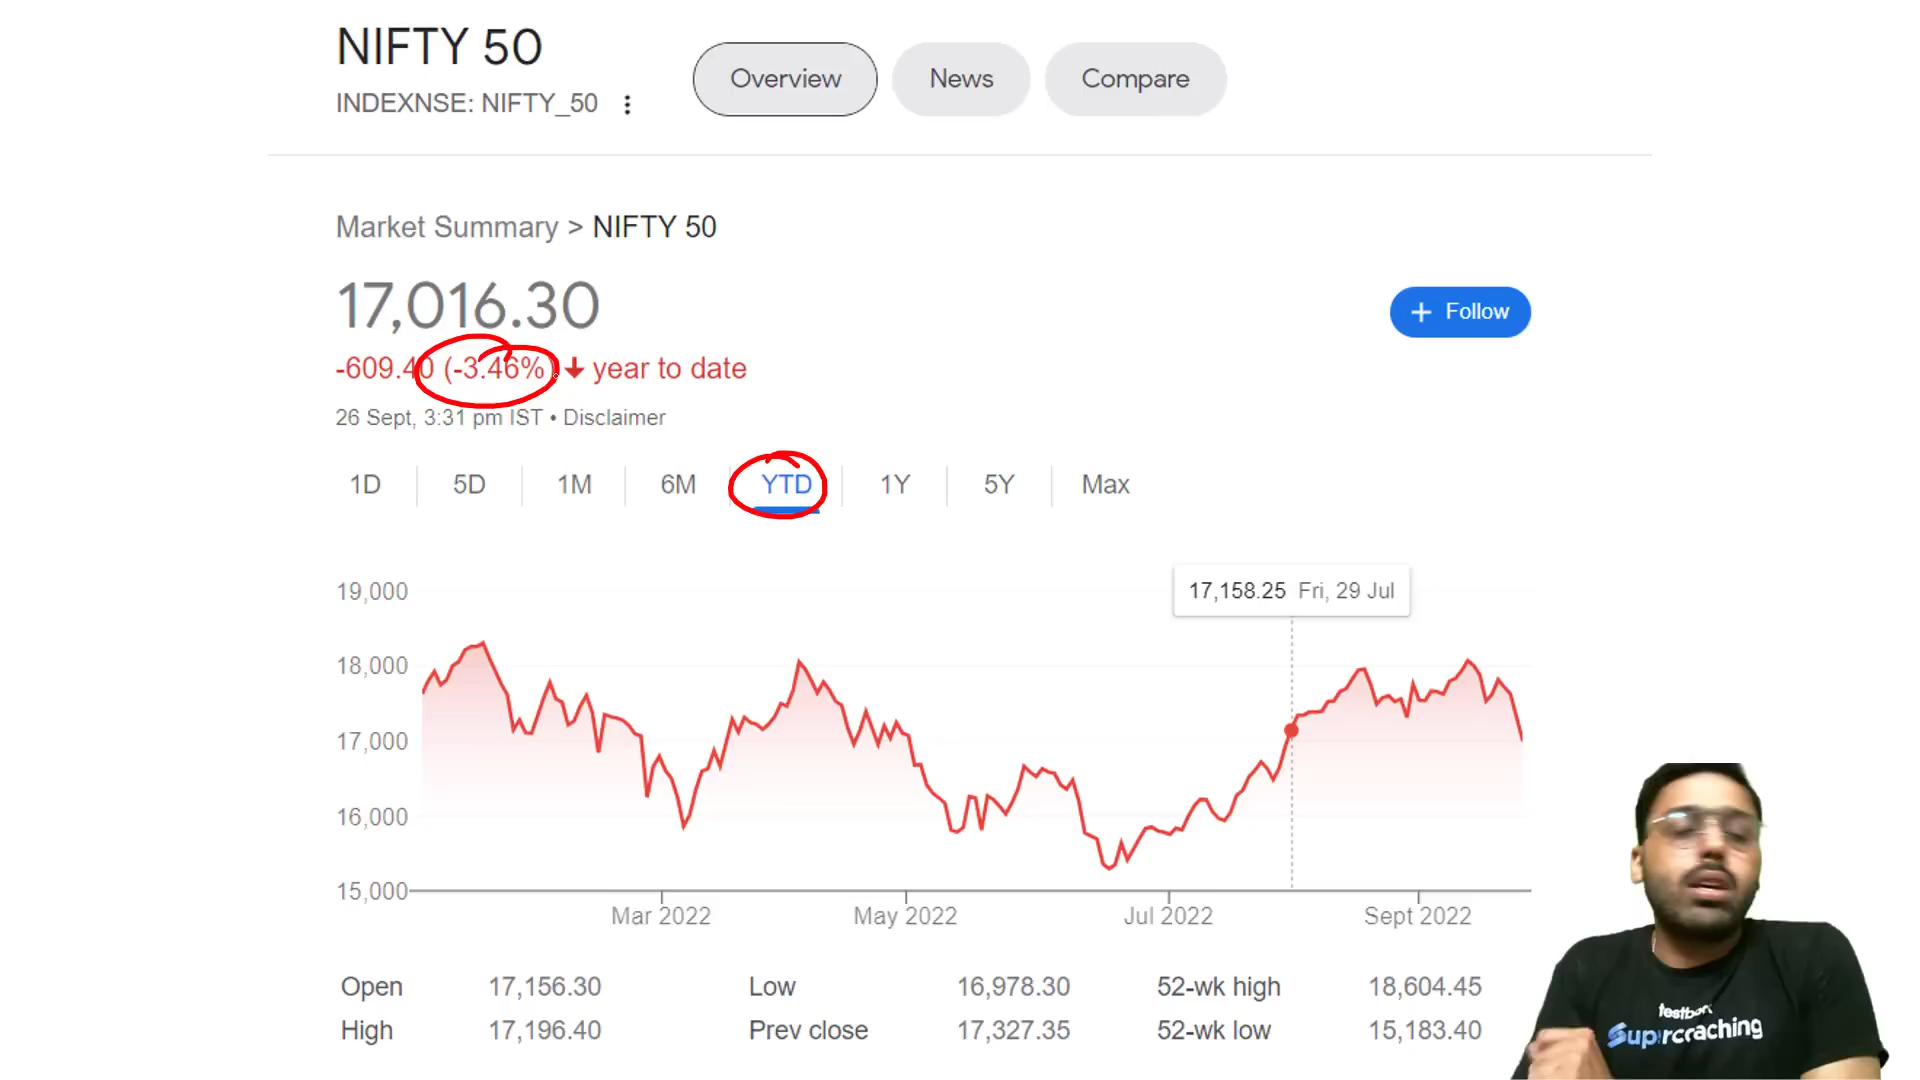 NIFTY 50
INDEXNSE: NIFTY_50
Overview
News
Compare
Market Summary > NIFTY 50
17,016.30
-609.40 (-3.46%) year to date
26 Sept, 3:31 pm IST • Disclaimer
+ Follow
1D 5D 1M 6M YTD 1Y 5Y Max
17,158.25 Fri, 29 Jul
19,000
18,000
17,000
16,000
15,000
Mar 2022 May 2022 Jul 2022 Sept 2022
Open 17,156.30 Low 16,978.30 52-wk high 18,604.45
High 17,196.40 Prev close 17,327.35 52-wk low 15,183.40